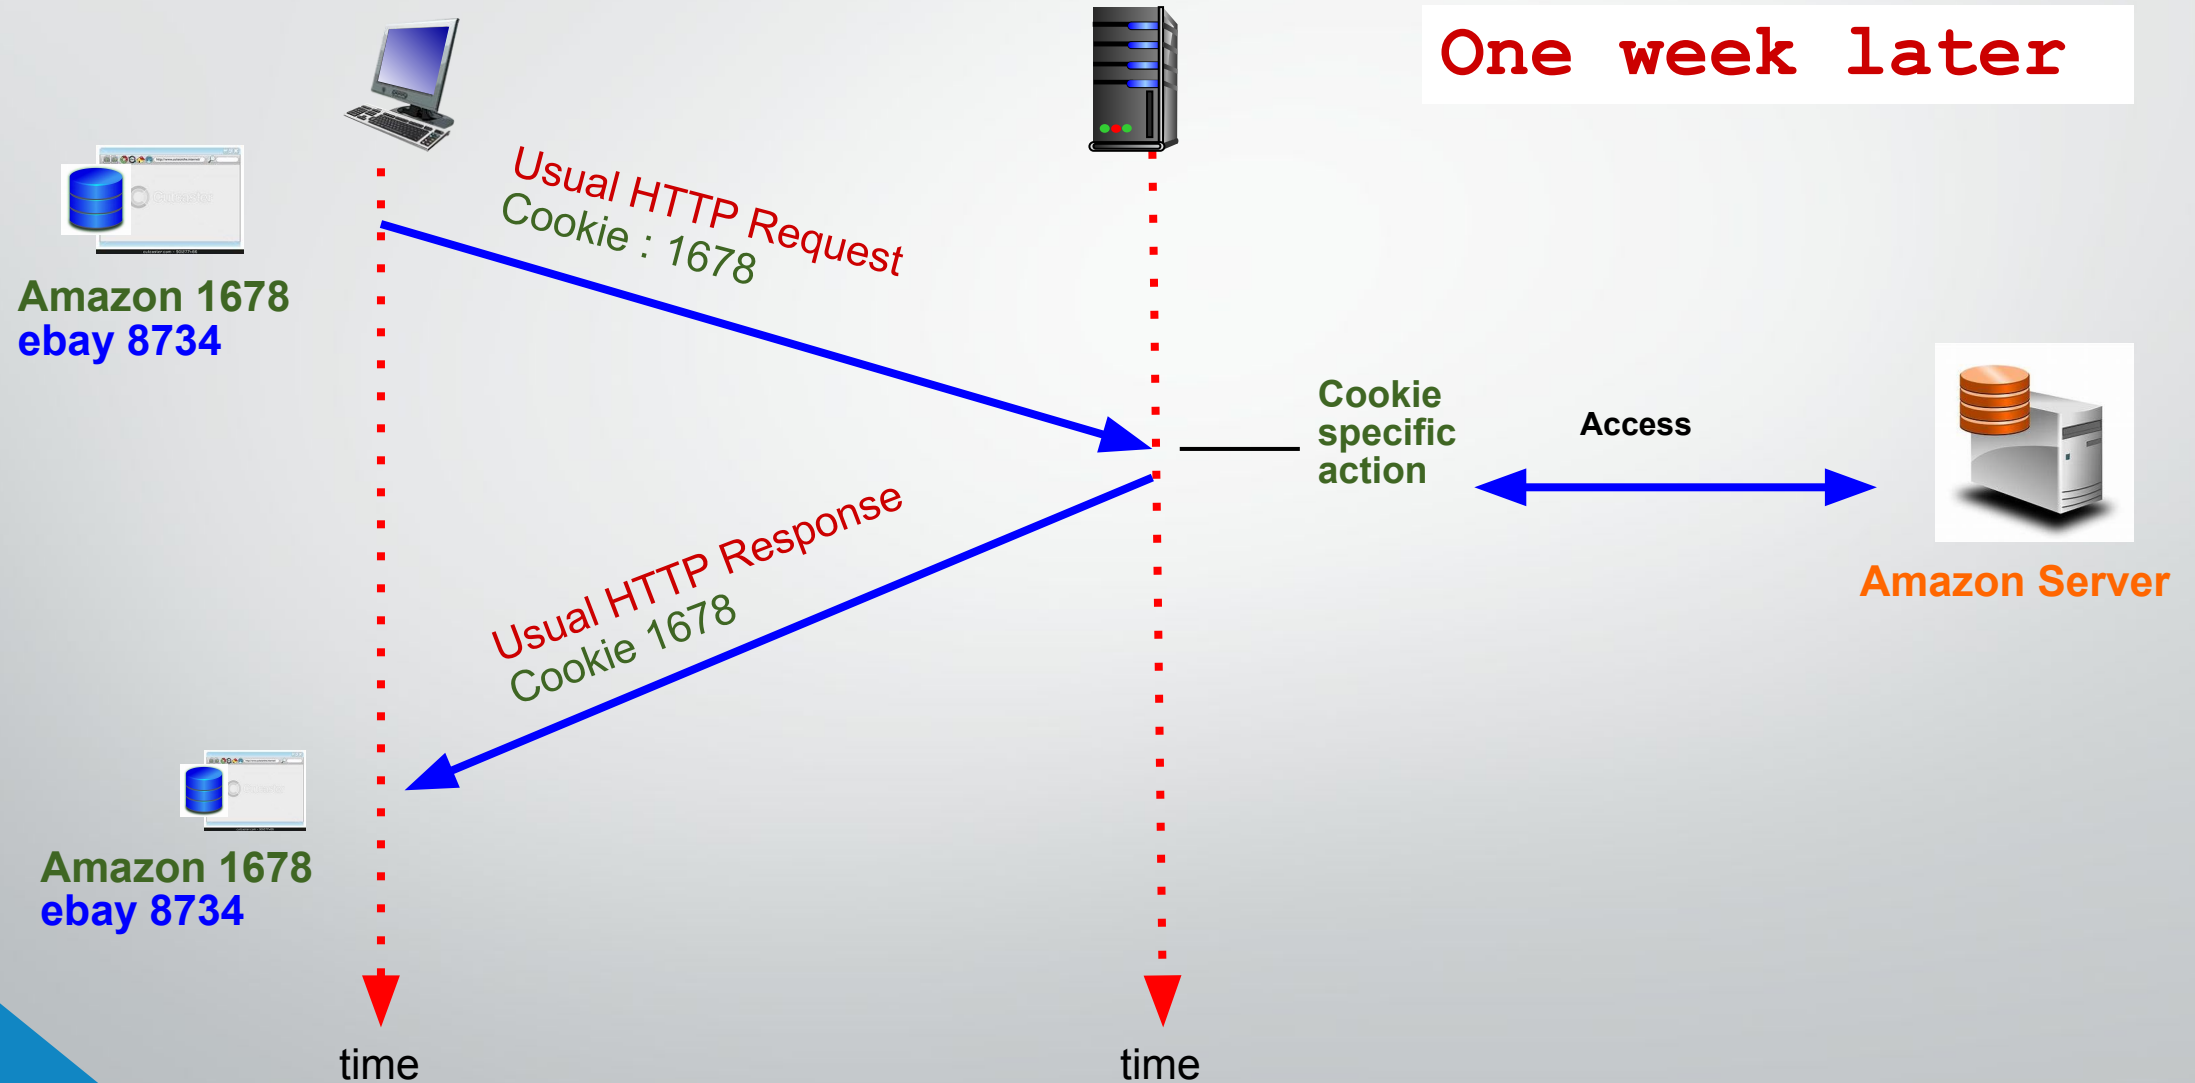 One week later
Usual HTTP Request
Cookie : 1678
Amazon 1678
ebay 8734
Cookie
specific
action
Access
Amazon Server
Usual HTTP Response
Cookie 1678
Amazon 1678
ebay 8734
time
time